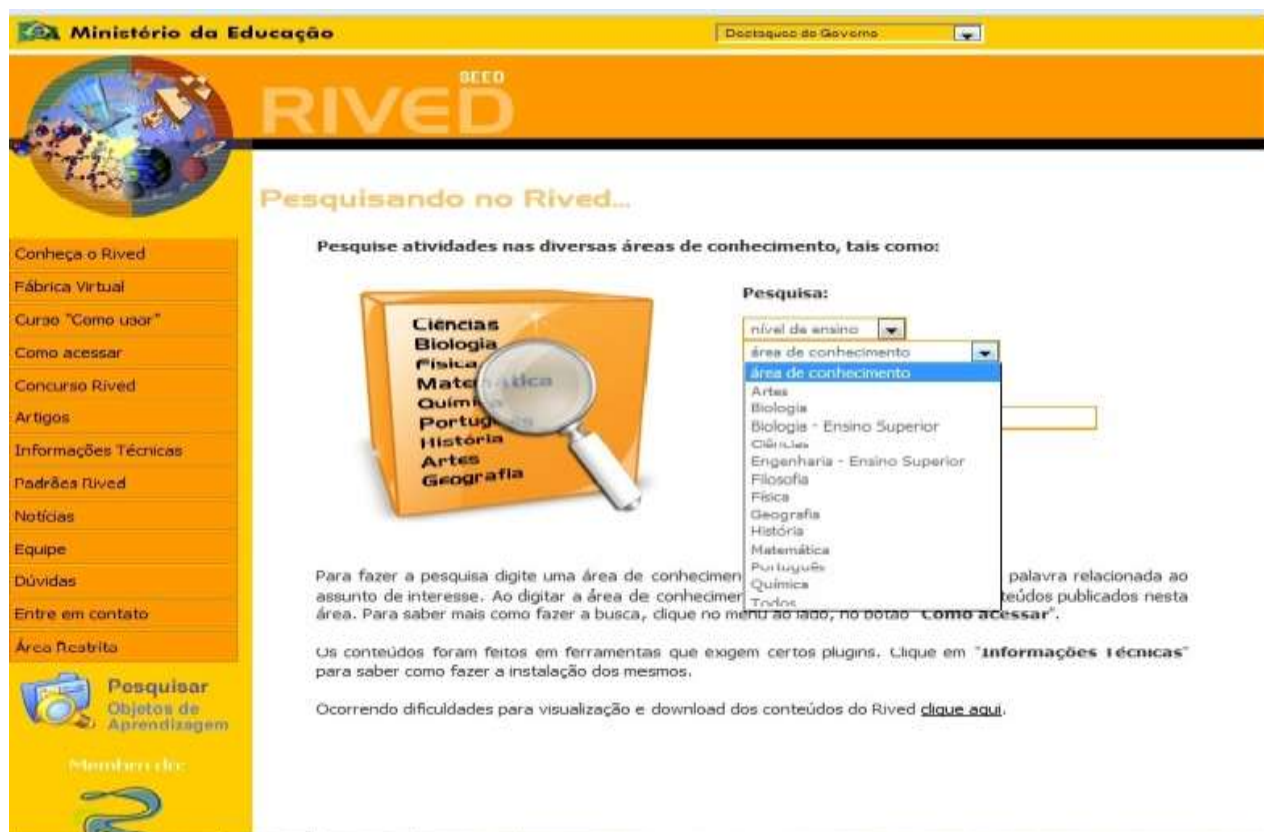 Ministério da Educação
Destaques do Governo
SEED
RIVED
Pesquisando no Rived...
Pesquise atividades nas diversas áreas de conhecimento, tais como:
Conheça o Rived
Fábrica Virtual
Curso "Como usar"
Como acessar
Concurso Rived
Artigos
Informações Técnicas
Padrões Rived
Notícias
Equipe
Dúvidas
Entre em contato
Área Restrita
Pesquisar
Objetos de
Aprendizagem
Membro de:
Ciências
Biologia
Física
Matemática
Química
Português
História
Artes
Geografia
Pesquisa:
nível de ensino
área de conhecimento
área de conhecimento
Artes
Biologia
Biologia - Ensino Superior
Ciências
Engenharia - Ensino Superior
Filosofia
Física
Geografia
História
Matemática
Português
Química
Todos
Para fazer a pesquisa digite uma área de conhecimen palavra relacionada ao
assunto de interesse. Ao digitar a área de conhecimen teúdos publicados nesta
área. Para saber mais como fazer a busca, clique no menu ao lado, no botão "Como acessar".
Os conteúdos foram feitos em ferramentas que exigem certos plugins. Clique em "Informações Técnicas"
para saber como fazer a instalação dos mesmos.
Ocorrendo dificuldades para visualização e download dos conteúdos do Rived clique aqui.